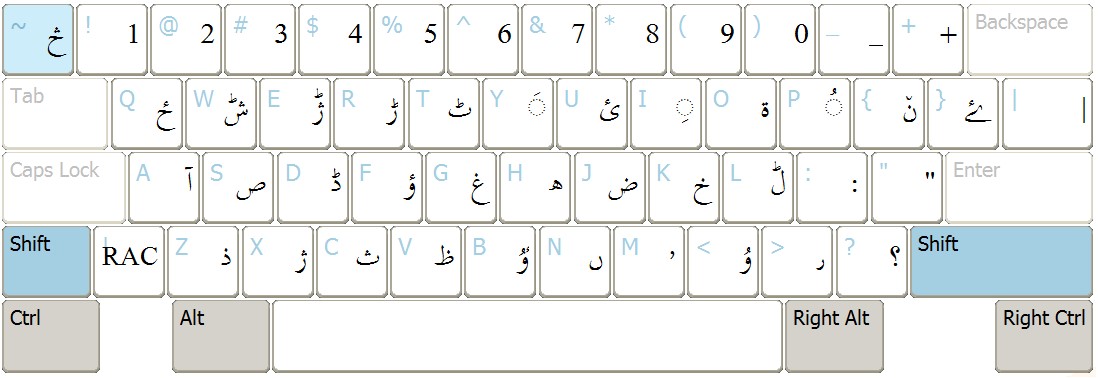 ~ څ ! 1 @ 2 # 3 $ 4 % 5 ^ 6 & 7 * 8 ( 9 ) 0 _ _ + + Backspace
Tab Q ځ W E R ڑ T ٹ Y ◌َ U ئ I ◌ِ O ة P ◌ُ { ݩ } ۓ | |
Caps Lock A آ S ص D ڈ F ؤ G غ H ھ J ض K خ L : : " " Enter
Shift | RAC Z ذ X ژ C ث V ظ B N ں M < > ر ? ؟ Shift
Ctrl Alt Right Alt Right Ctrl